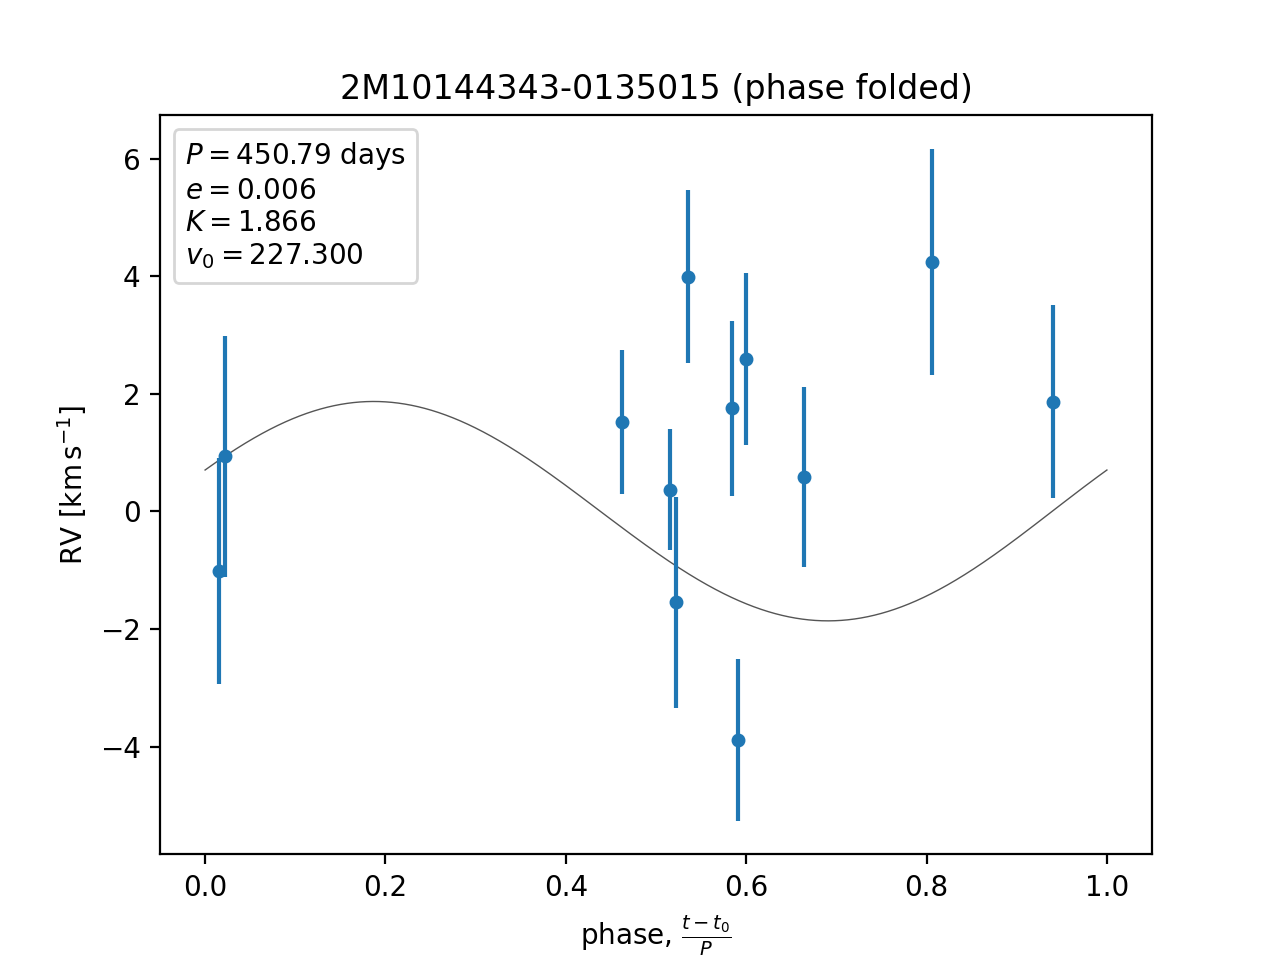 2M10144343-0135015 (phase folded)
P = 450.79 days
e = 0.006
K = 1.866
v₀ = 227.300
6
4
2
0
−2
−4
RV [km s⁻¹]
0.0 0.2 0.4 0.6 0.8 1.0
phase, (t − t₀)/P